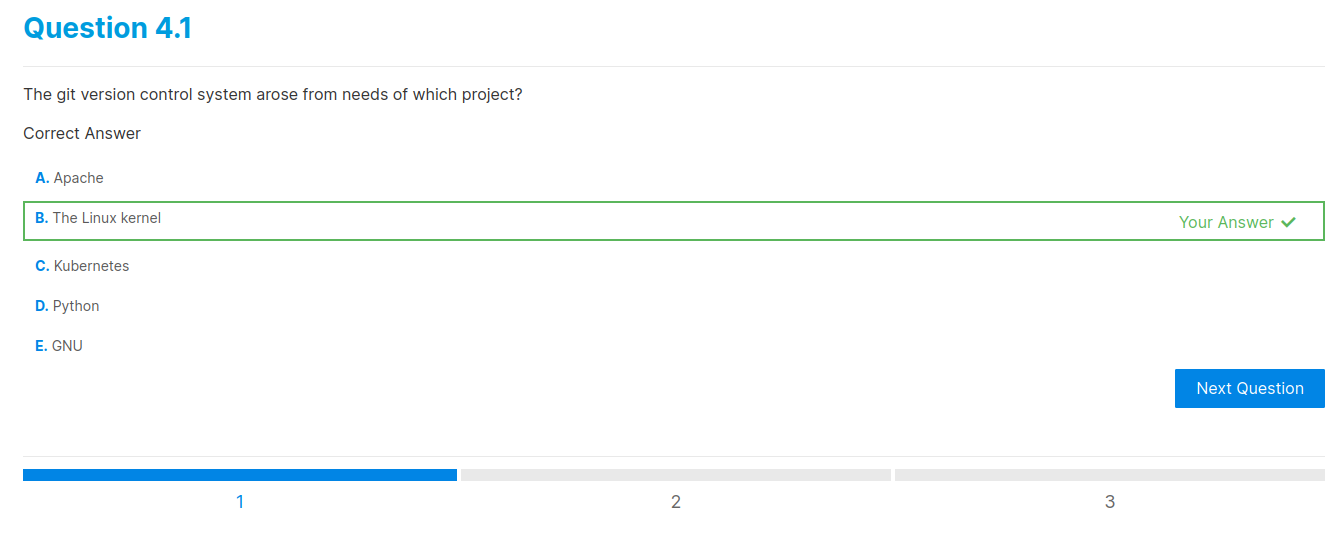 Question 4.1
The git version control system arose from needs of which project?
Correct Answer
A. Apache
B. The Linux kernel
Your Answer
C. Kubernetes
D. Python
E. GNU
Next Question
1 2 3